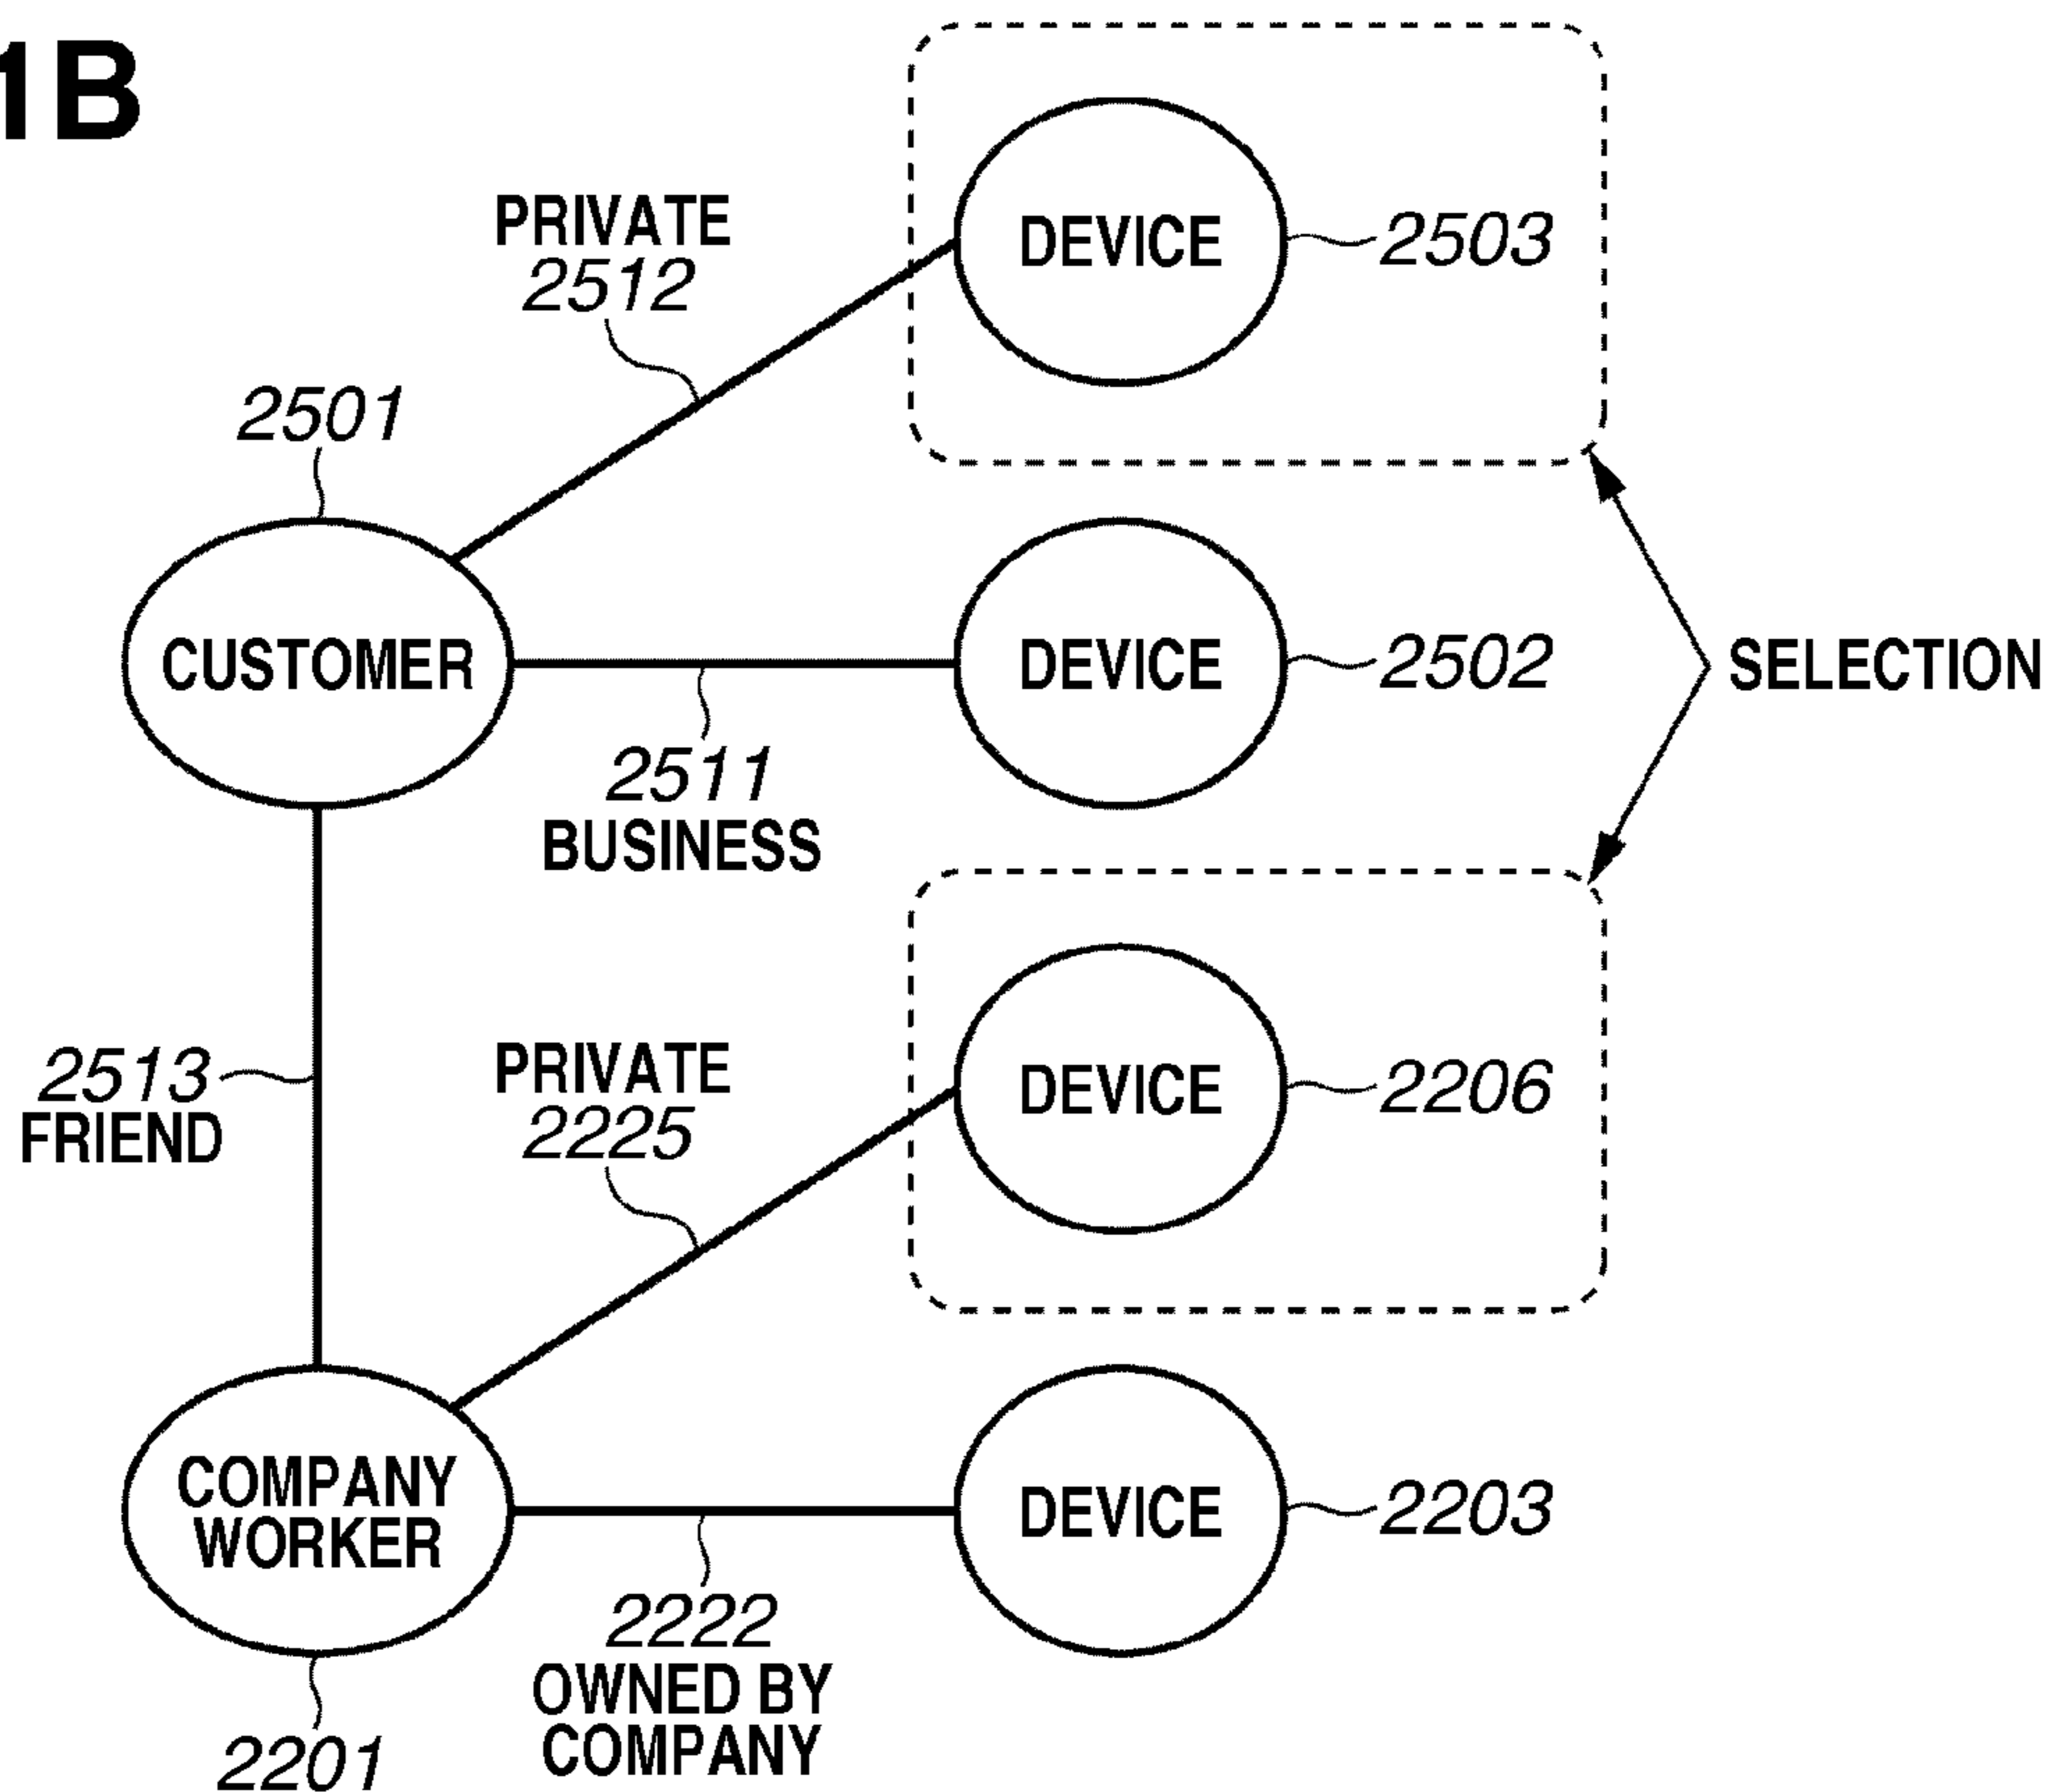 1B
PRIVATE
2512
DEVICE
2503
2501
CUSTOMER
DEVICE
2502
SELECTION
2511
BUSINESS
2513
FRIEND
PRIVATE
2225
DEVICE
2206
COMPANY
WORKER
DEVICE
2203
2222
OWNED BY
COMPANY
2201